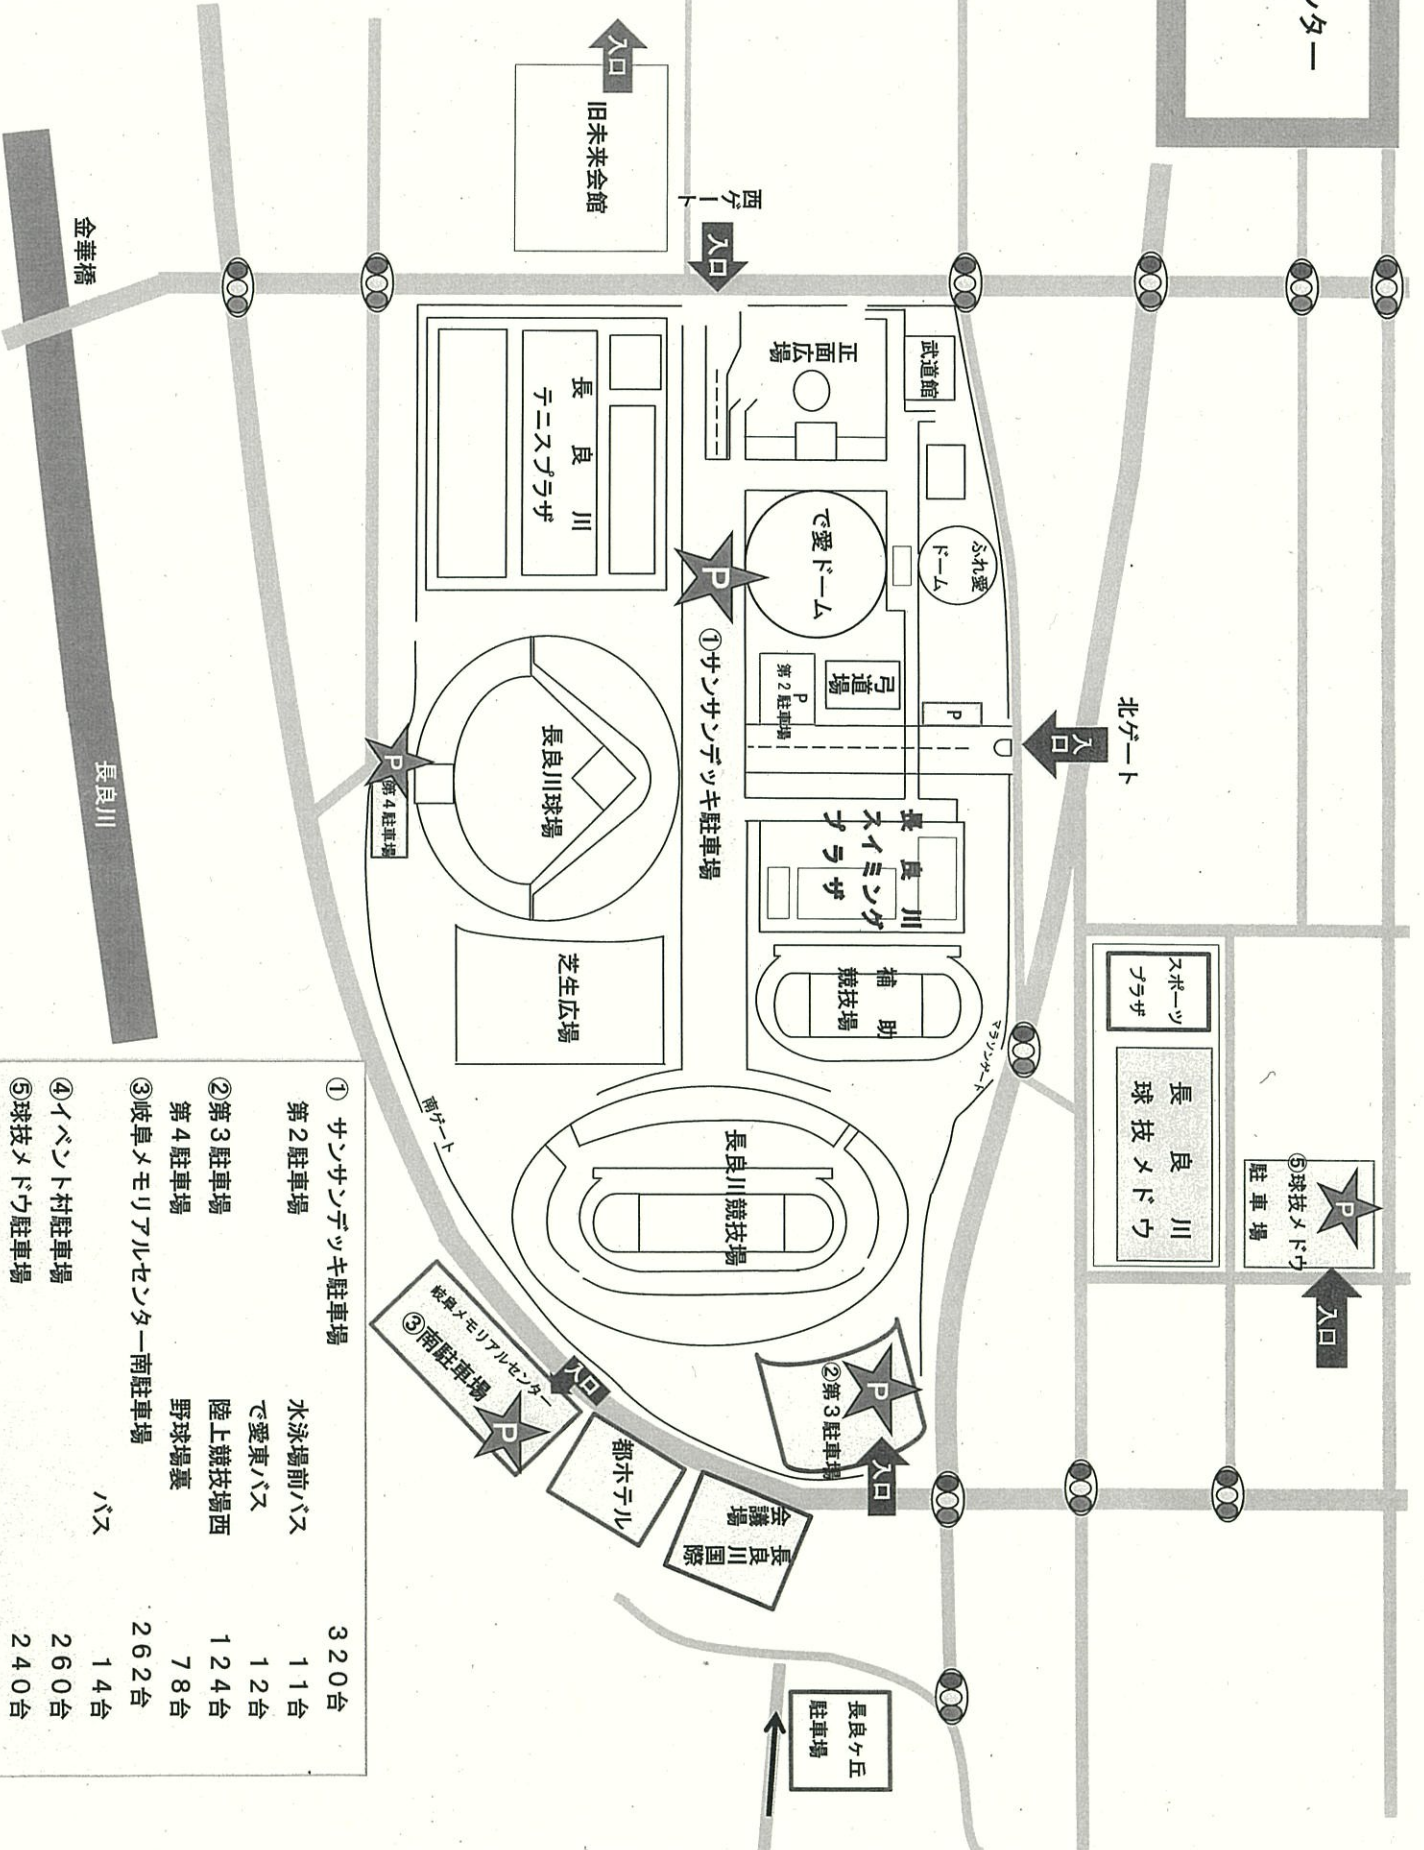 ンター
入口
旧未来会館
西ゲート
入口
金華橋
長良川
正面広場
武道館
長良川
テニスプラザ
で愛ドーム
ふれ愛
ドーム
P
①サンサンデッキ駐車場
弓道場
P
第2駐車場
P
北ゲート
入口
長良川球場
P
第4駐車場
長良川
スイミング
プラザ
芝生広場
補助
競技場
マラソンゲート
スポーツ
プラザ
長良川
球技メドウ
⑤球技メドウ
駐車場
P
入口
南ゲート
長良川競技場
岐阜メモリアルセンター
③南駐車場
P
入口
②第3駐車場
P
入口
都ホテル
長良川国際
会議場
長良ヶ丘
駐車場
① サンサンデッキ駐車場 320台
第2駐車場 水泳場前バス 11台
で愛東バス 12台
②第3駐車場 陸上競技場西 124台
第4駐車場 野球場裏 78台
③岐阜メモリアルセンター南駐車場 262台
バス 14台
④イベント村駐車場 260台
⑤球技メドウ駐車場 240台